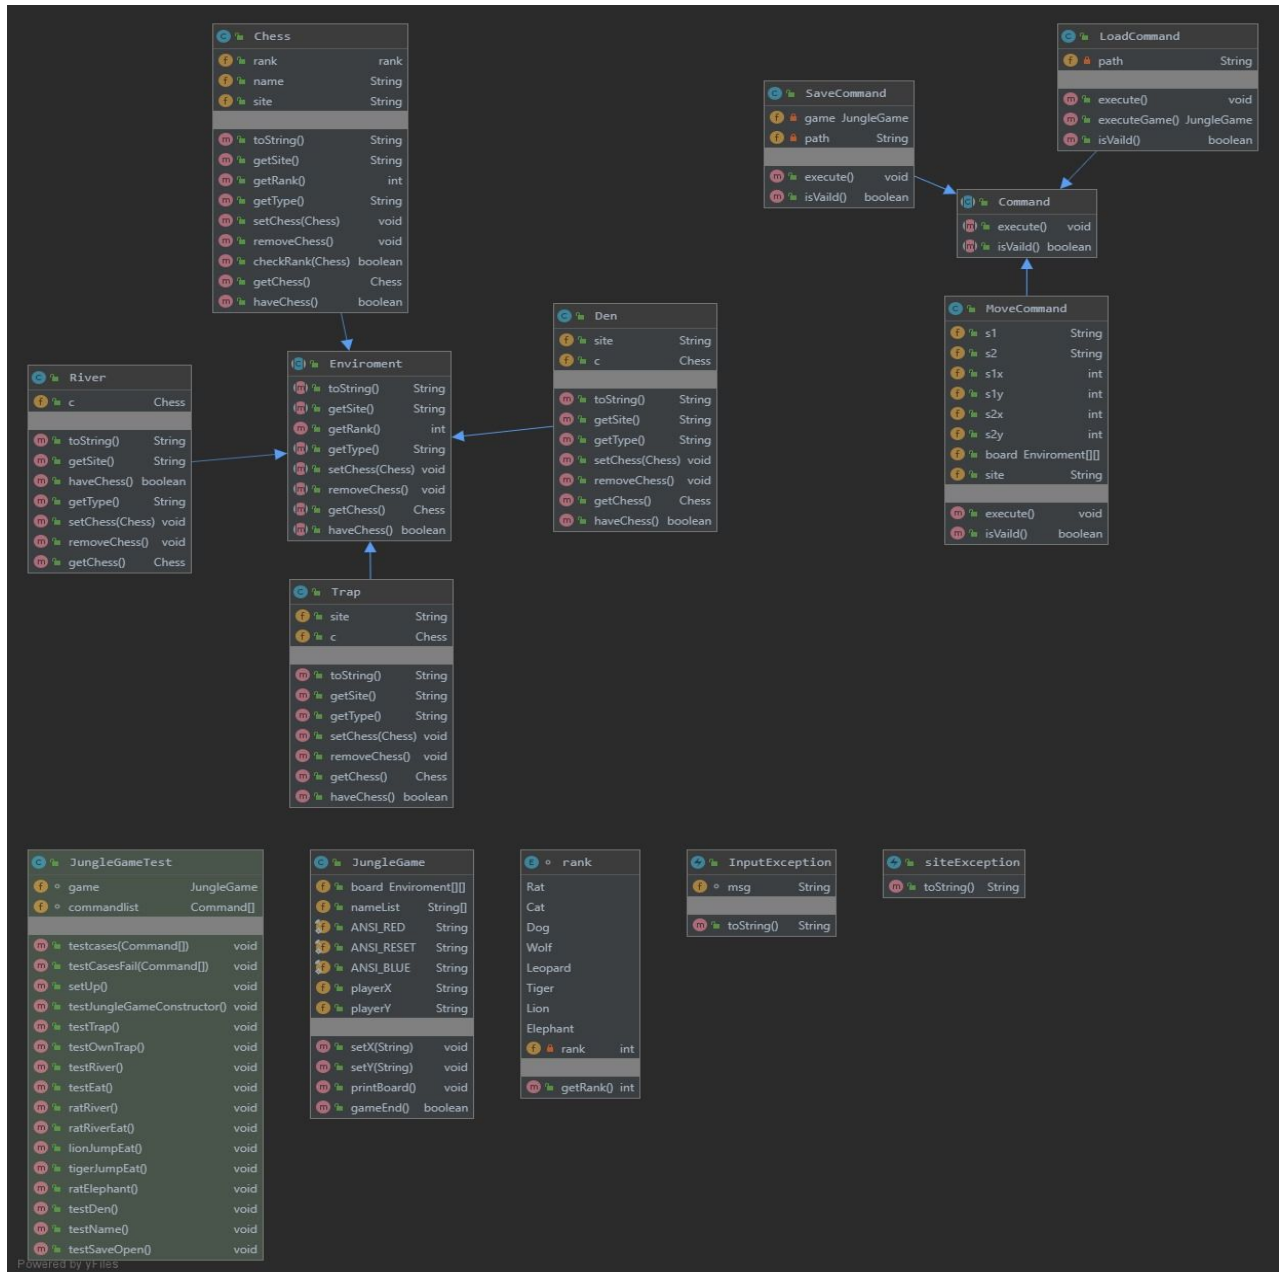 Chess
rank rank
name String
site String
toString() String
getSite() String
getRank() int
getType() String
setChess(Chess) void
removeChess() void
checkRank(Chess) boolean
getChess() Chess
haveChess() boolean
LoadCommand
path String
execute() void
executeGame() JungleGame
isVaild() boolean
SaveCommand
game JungleGame
path String
execute() void
isVaild() boolean
Command
execute() void
isVaild() boolean
MoveCommand
s1 String
s2 String
s1x int
s1y int
s2x int
s2y int
board Enviroment[][]
site String
execute() void
isVaild() boolean
Den
site String
c Chess
toString() String
getSite() String
getType() String
setChess(Chess) void
removeChess() void
getChess() Chess
haveChess() boolean
Enviroment
toString() String
getSite() String
getRank() int
getType() String
setChess(Chess) void
removeChess() void
getChess() Chess
haveChess() boolean
River
c Chess
toString() String
getSite() String
haveChess() boolean
getType() String
setChess(Chess) void
removeChess() void
getChess() Chess
Trap
site String
c Chess
toString() String
getSite() String
getType() String
setChess(Chess) void
removeChess() void
getChess() Chess
haveChess() boolean
JungleGameTest
game JungleGame
commandlist Command[]
testcases(Command[]) void
testCasesFail(Command[]) void
setUp() void
testJungleGameConstructor() void
testTrap() void
testOwnTrap() void
testRiver() void
testEat() void
ratRiver() void
ratRiverEat() void
lionJumpEat() void
tigerJumpEat() void
ratElephant() void
testDen() void
testName() void
testSaveOpen() void
JungleGame
board Enviroment[][]
nameList String[]
ANSI_RED String
ANSI_RESET String
ANSI_BLUE String
playerX String
playerY String
setX(String) void
setY(String) void
printBoard() void
gameEnd() boolean
rank
Rat
Cat
Dog
Wolf
Leopard
Tiger
Lion
Elephant
rank int
getRank() int
InputException
msg String
toString() String
siteException
toString() String
Powered by yFiles